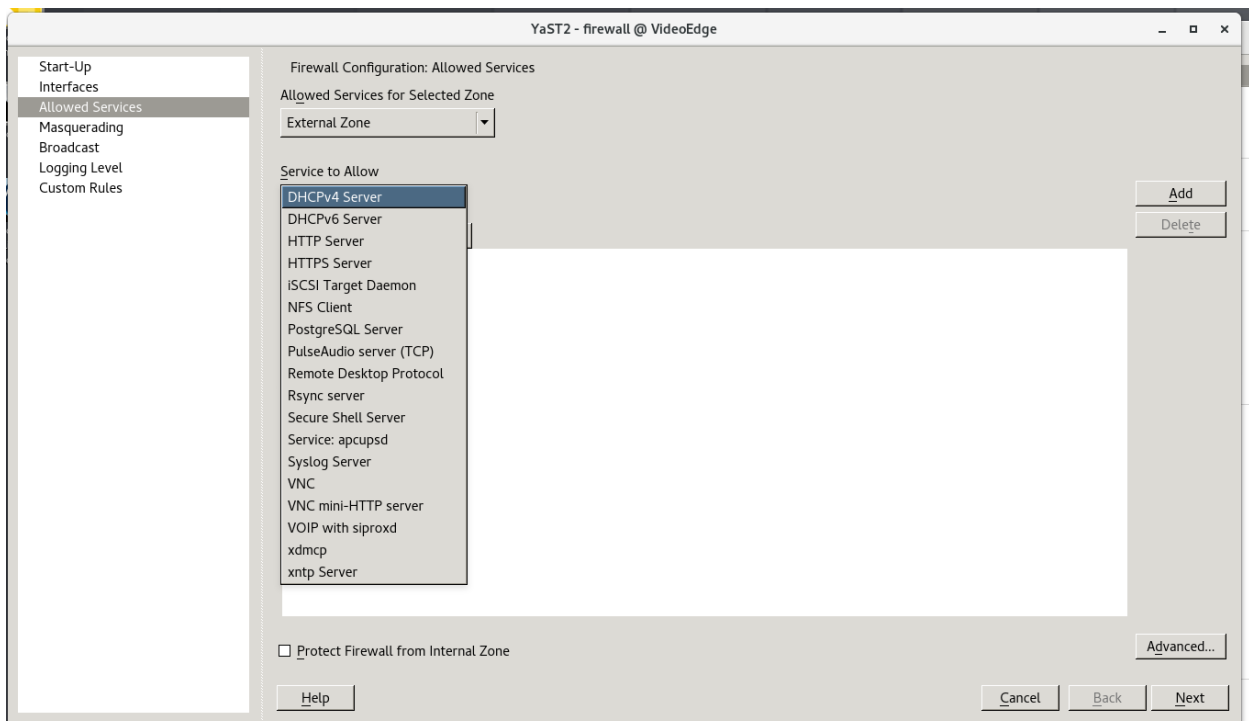 YaST2 - firewall @ VideoEdge
Start-Up
Interfaces
Allowed Services
Masquerading
Broadcast
Logging Level
Custom Rules
Firewall Configuration: Allowed Services
Allowed Services for Selected Zone
External Zone
Service to Allow
DHCPv4 Server
DHCPv6 Server
HTTP Server
HTTPS Server
iSCSI Target Daemon
NFS Client
PostgreSQL Server
PulseAudio server (TCP)
Remote Desktop Protocol
Rsync server
Secure Shell Server
Service: apcupsd
Syslog Server
VNC
VNC mini-HTTP server
VOIP with siproxd
xdmcp
xntp Server
Add
Delete
Protect Firewall from Internal Zone
Advanced...
Help
Cancel
Back
Next